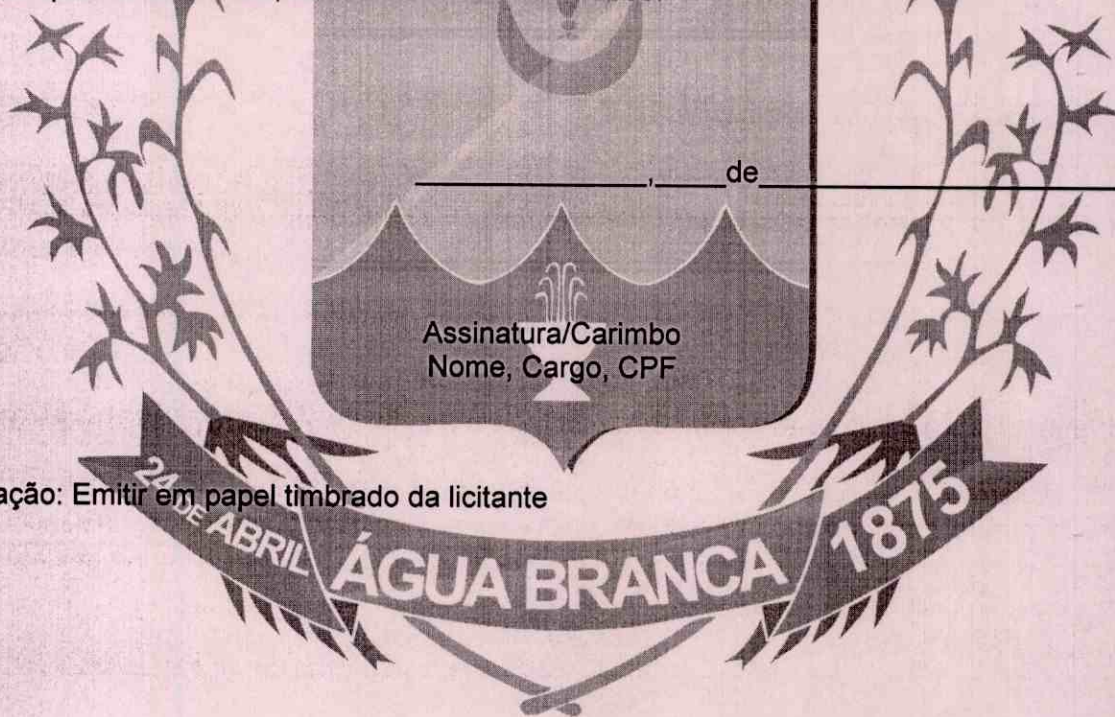 _______________,____de_______________________
Assinatura/Carimbo
Nome, Cargo, CPF
ação: Emitir em papel timbrado da licitante
24 DE ABRIL ÁGUA BRANCA 1875